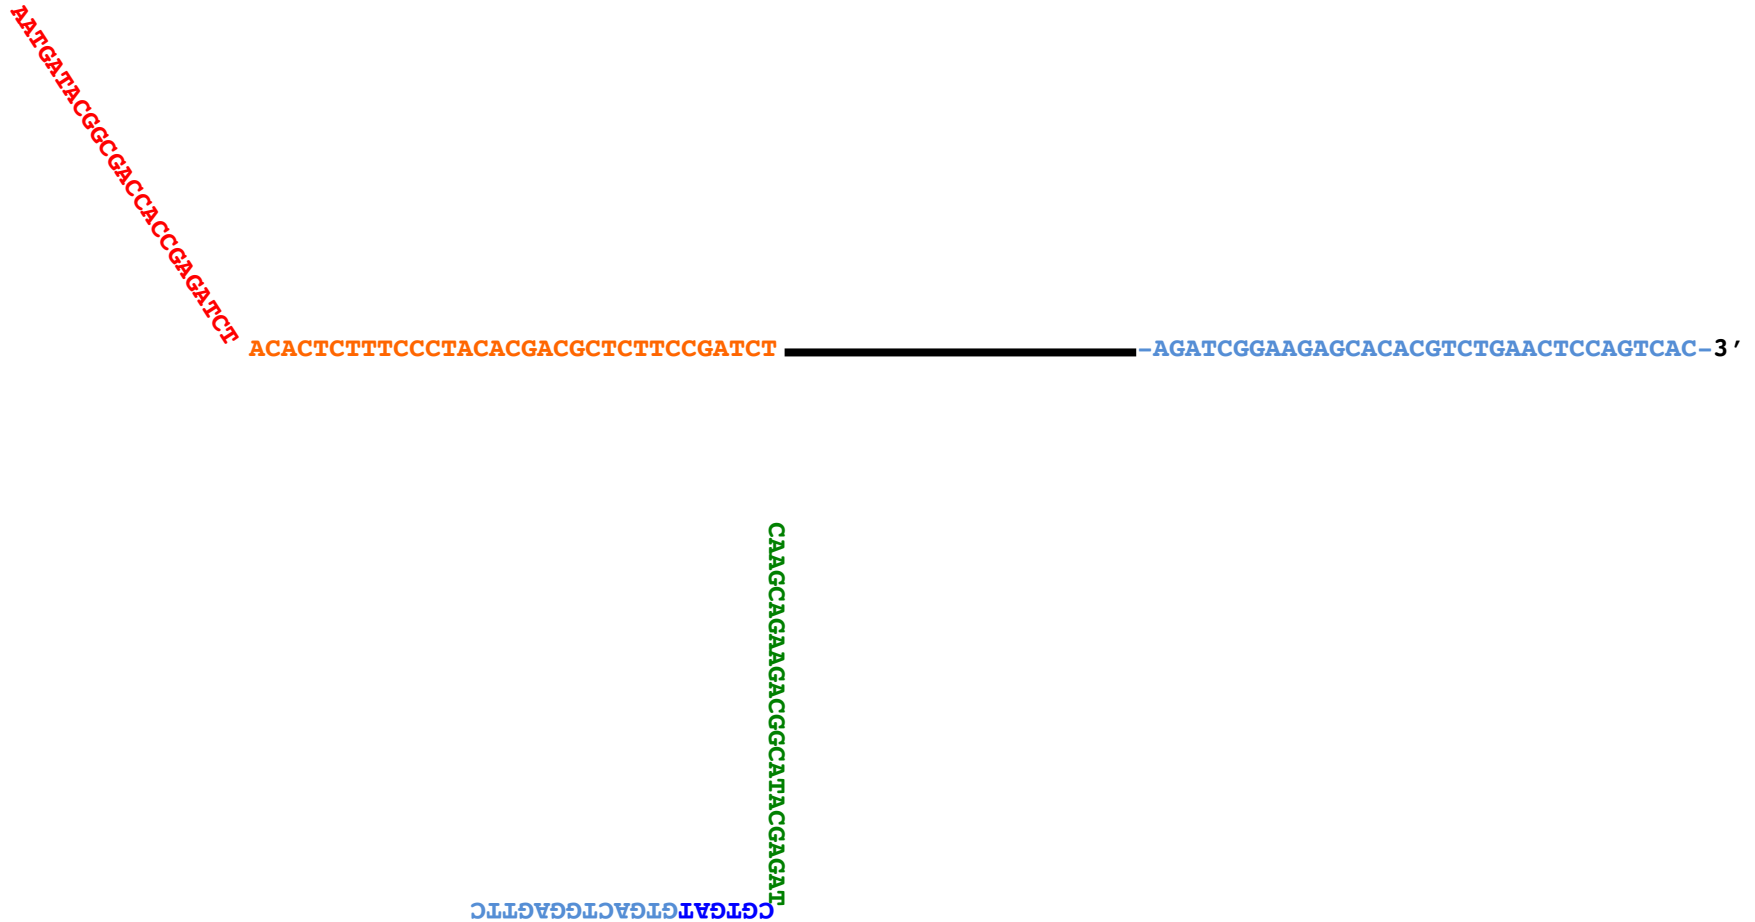 AATGATACGGCGACCACCGAGATCT
ACACTCTTTCCCTACACGACGCTCTTCCGATCT
-AGATCGGAAGAGCACACGTCTGAACTCCAGTCAC-3’
CAAGCAGAAGACGGCATACGAGAT
CGTGATGTGACTGGAGTTC